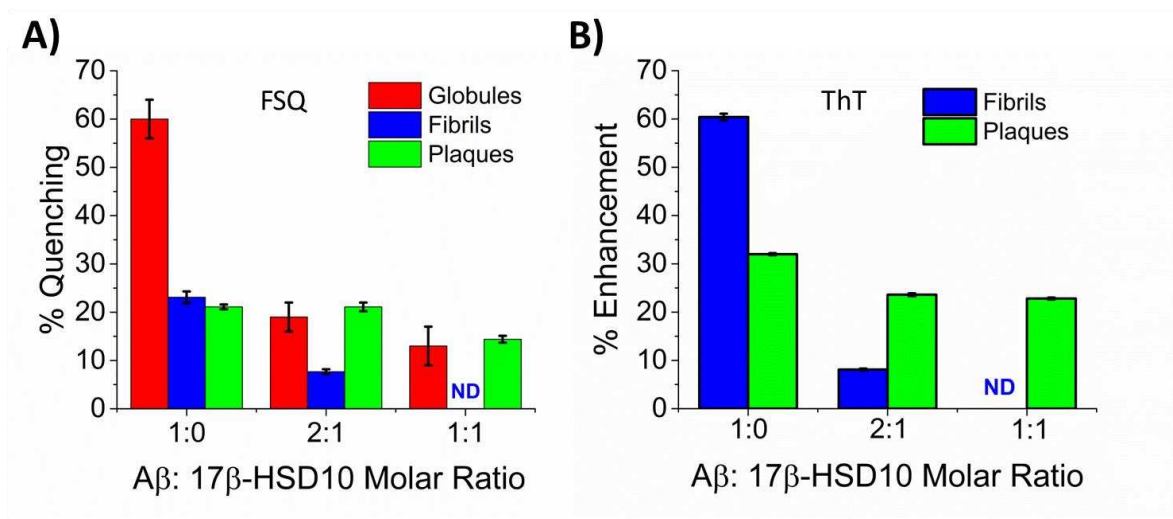 A)
% Quenching
70
60
50
40
30
20
10
0
FSQ
Globules
Fibrils
Plaques
ND
1:0 2:1 1:1
Aβ: 17β-HSD10 Molar Ratio
B)
% Enhancement
70
60
50
40
30
20
10
0
ThT
Fibrils
Plaques
ND
1:0 2:1 1:1
Aβ: 17β-HSD10 Molar Ratio